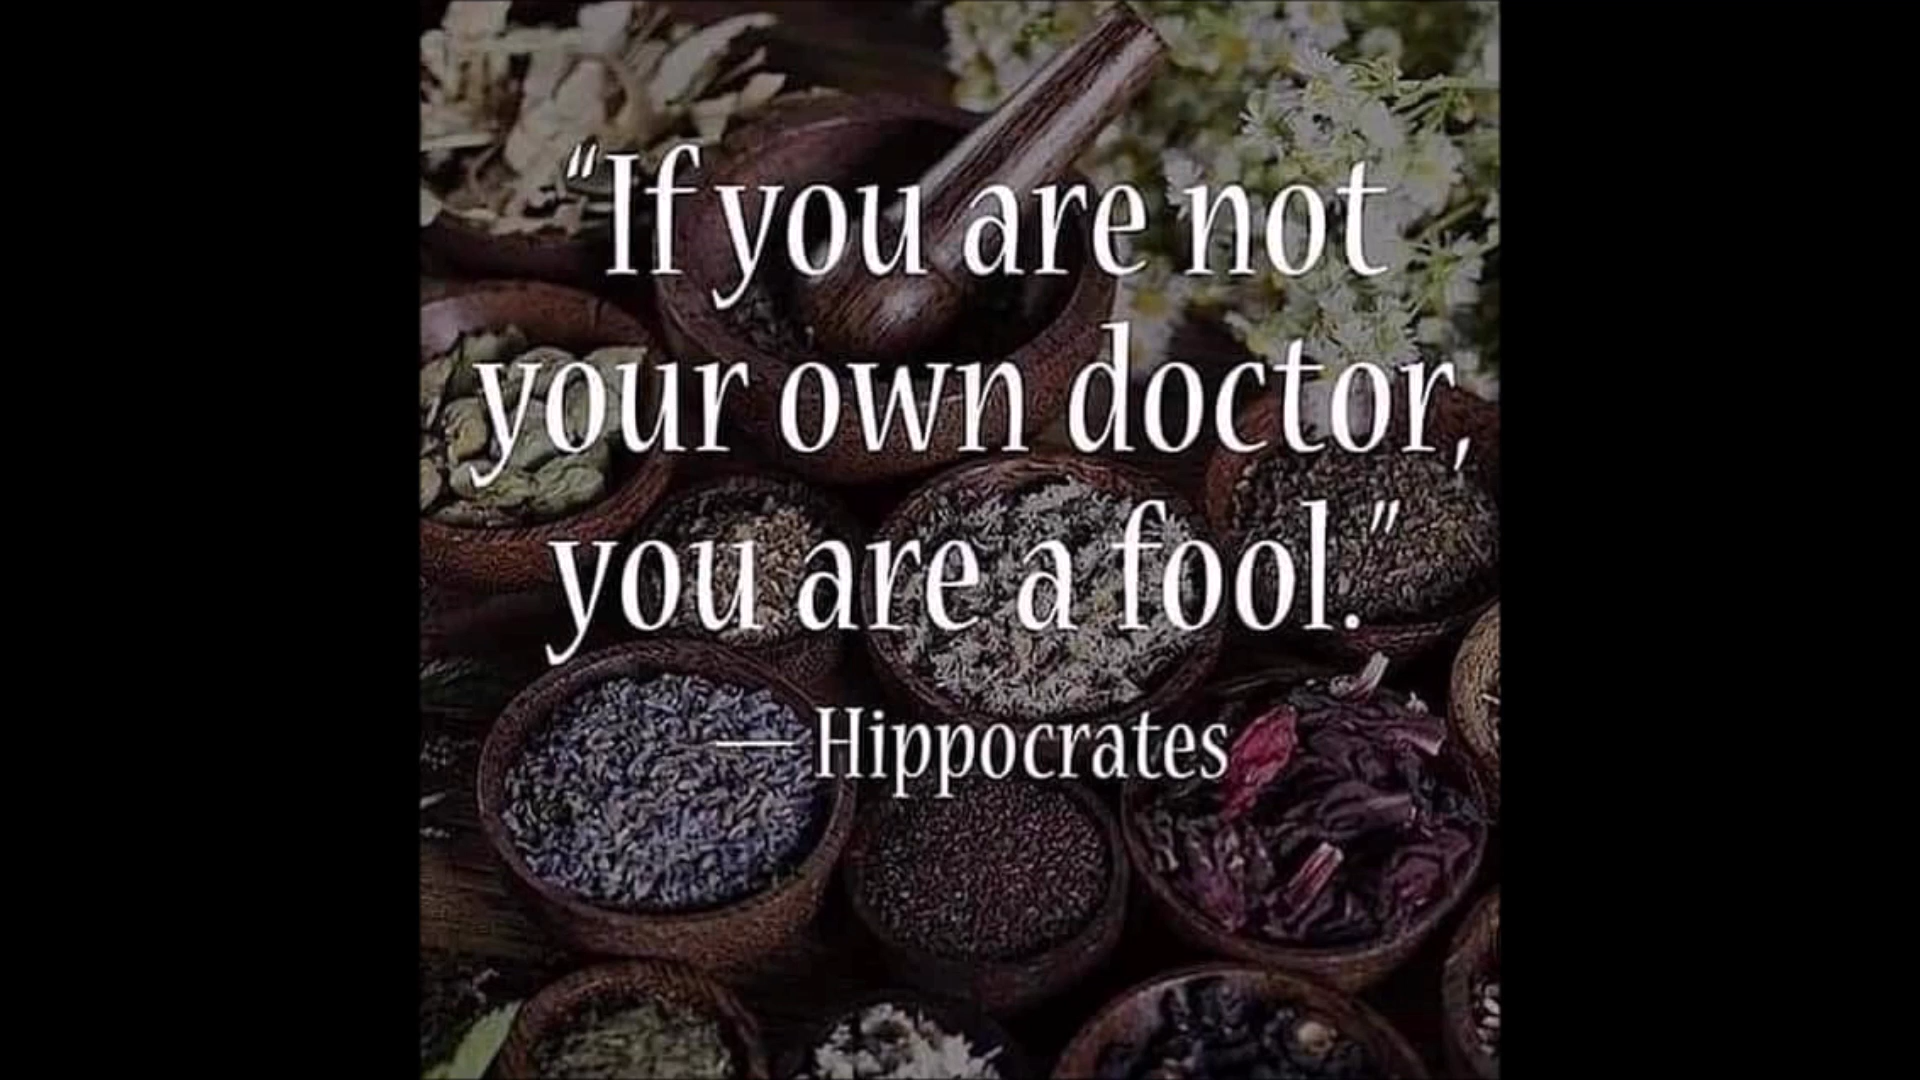 “If you are not
your own doctor,
you are a fool.”
— Hippocrates